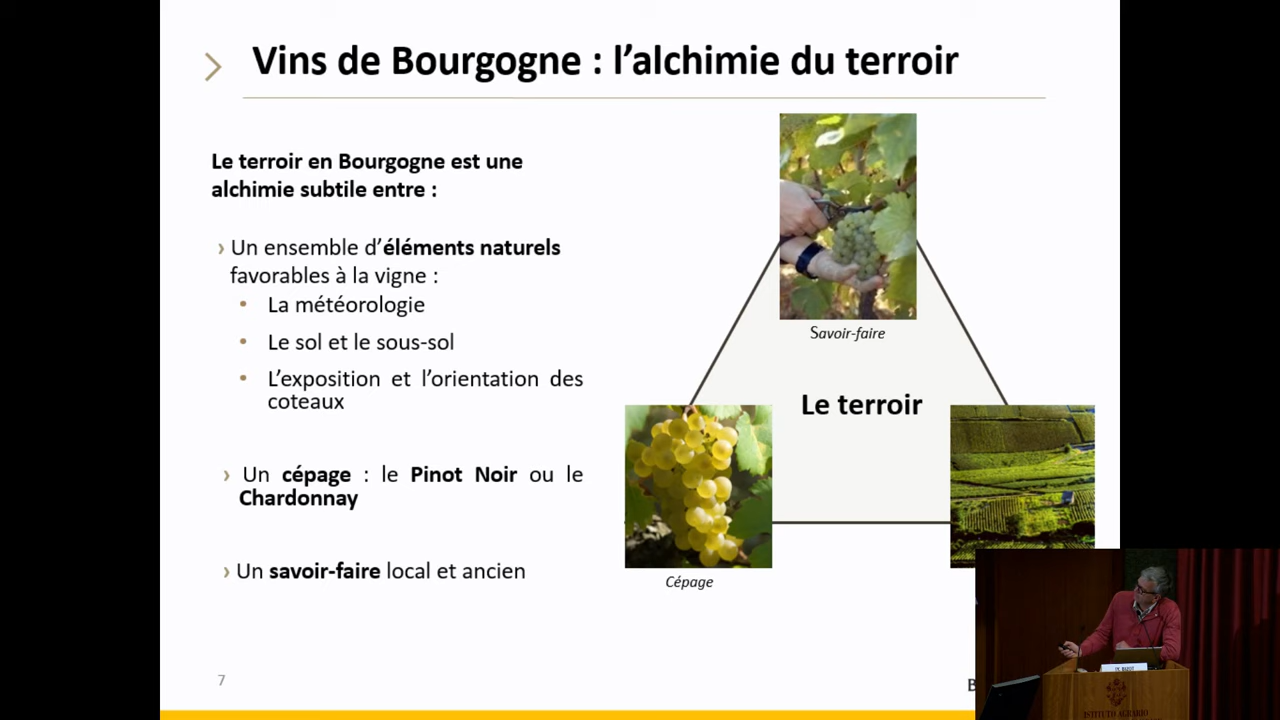 Vins de Bourgogne : l'alchimie du terroir
Le terroir en Bourgogne est une
alchimie subtile entre :
› Un ensemble d'éléments naturels
favorables à la vigne :
• La météorologie
• Le sol et le sous-sol
• L'exposition et l'orientation des
coteaux
› Un cépage : le Pinot Noir ou le
Chardonnay
› Un savoir-faire local et ancien
Savoir-faire
Le terroir
Cépage
7
B
ISTITUTO AGRARIO